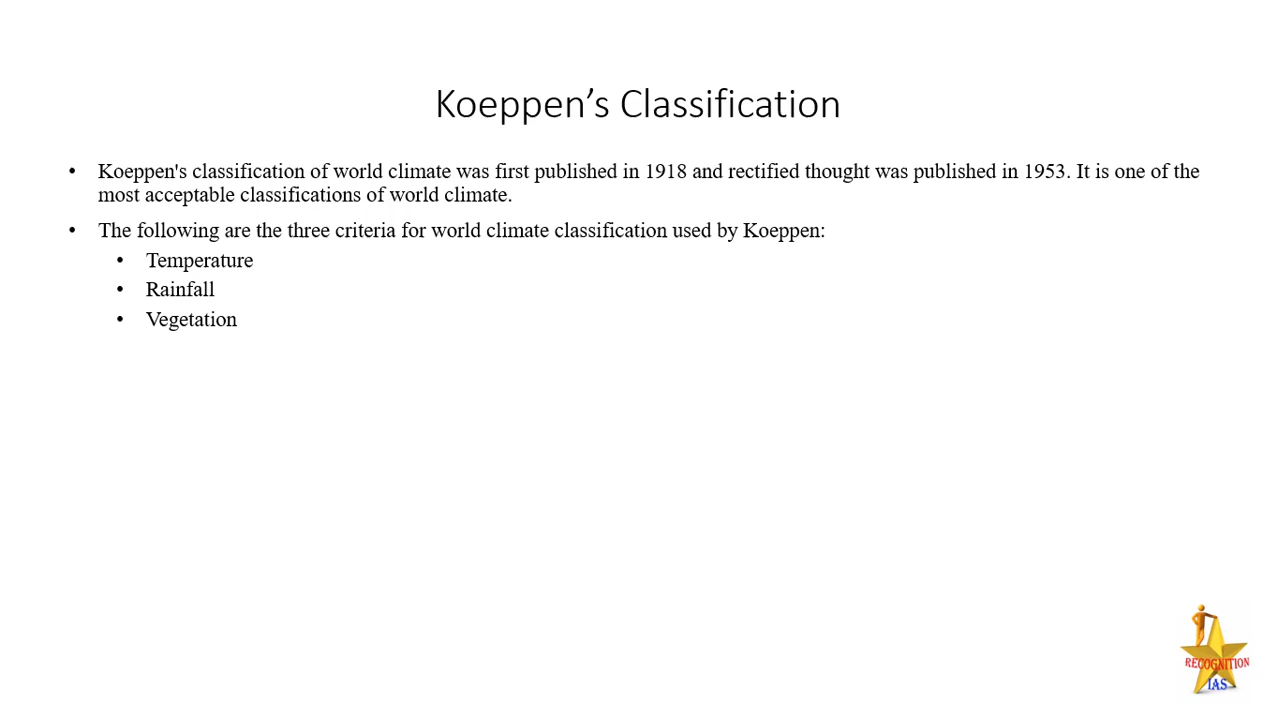 Koeppen’s Classification
• Koeppen's classification of world climate was first published in 1918 and rectified thought was published in 1953. It is one of the
most acceptable classifications of world climate.
• The following are the three criteria for world climate classification used by Koeppen:
• Temperature
• Rainfall
• Vegetation
RECOGNITION
IAS